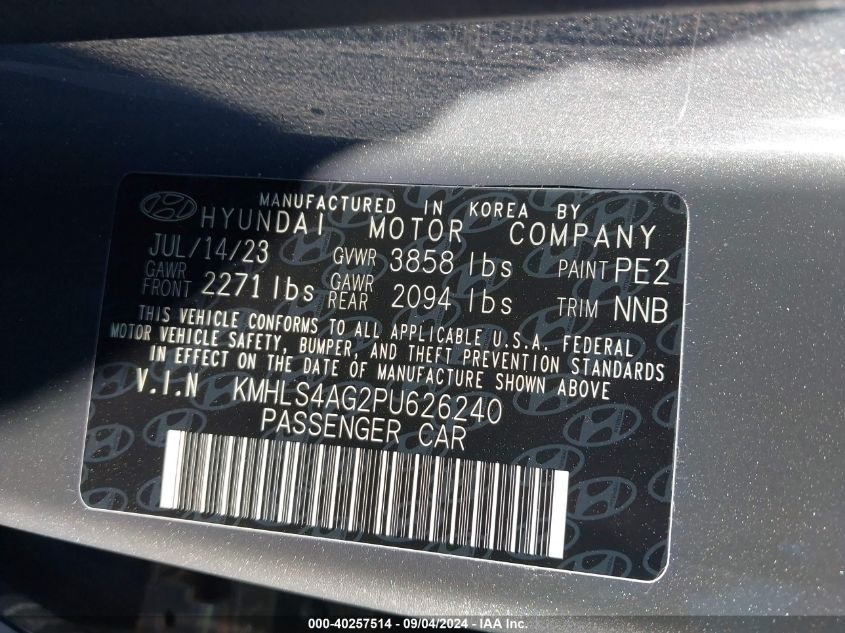 MANUFACTURED IN KOREA BY
HYUNDAI MOTOR COMPANY
JUL/14/23 GVWR 3858 lbs PAINT PE2
GAWR FRONT 2271 lbs GAWR REAR 2094 lbs TRIM NNB
THIS VEHICLE CONFORMS TO ALL APPLICABLE U.S.A. FEDERAL
MOTOR VEHICLE SAFETY, BUMPER, AND THEFT PREVENTION STANDARDS
IN EFFECT ON THE DATE OF MANUFACTURE SHOWN ABOVE
V.I.N KMHLS4AG2PU626240
PASSENGER CAR
000-40257514 - 09/04/2024 - IAA Inc.